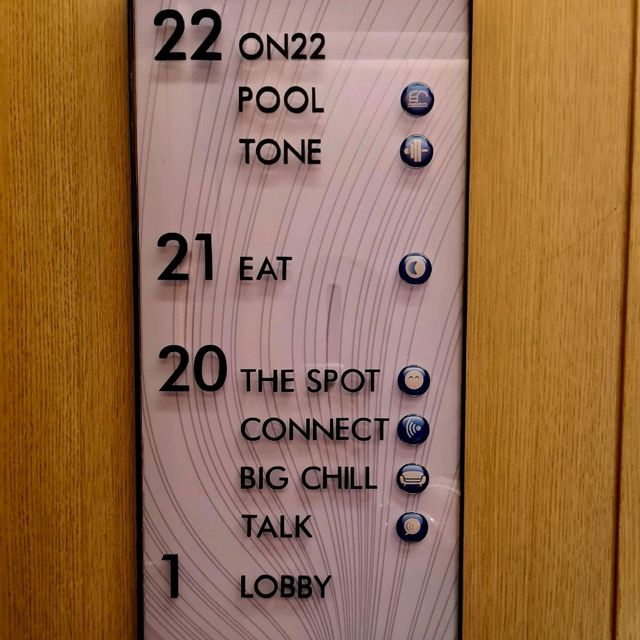 22 ON22
POOL
TONE
21 EAT
20 THE SPOT
CONNECT
BIG CHILL
TALK
1 LOBBY